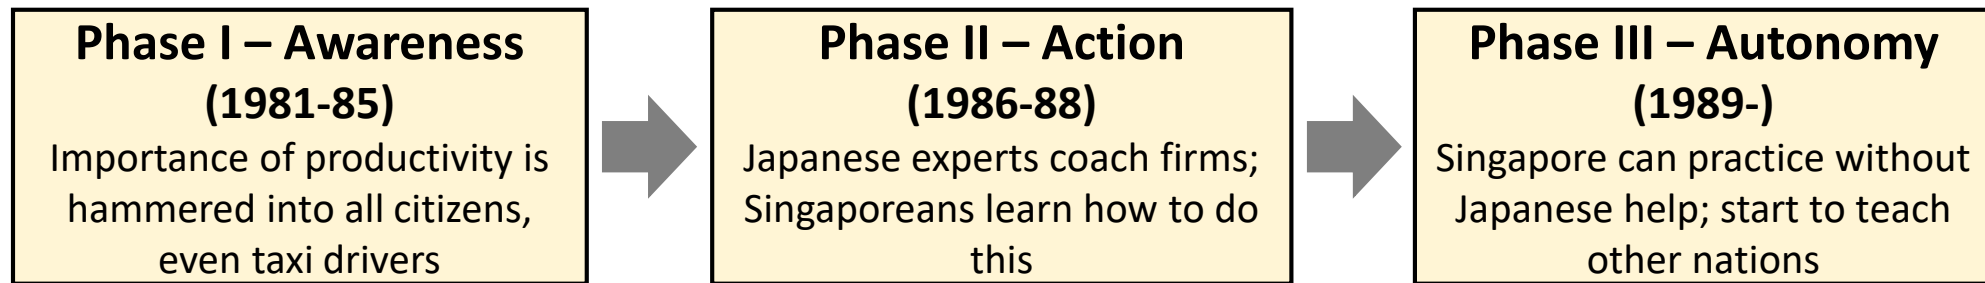 Phase I – Awareness
(1981-85)
Importance of productivity is
hammered into all citizens,
even taxi drivers
Phase II – Action
(1986-88)
Japanese experts coach firms;
Singaporeans learn how to do
this
Phase III – Autonomy
(1989-)
Singapore can practice without
Japanese help; start to teach
other nations